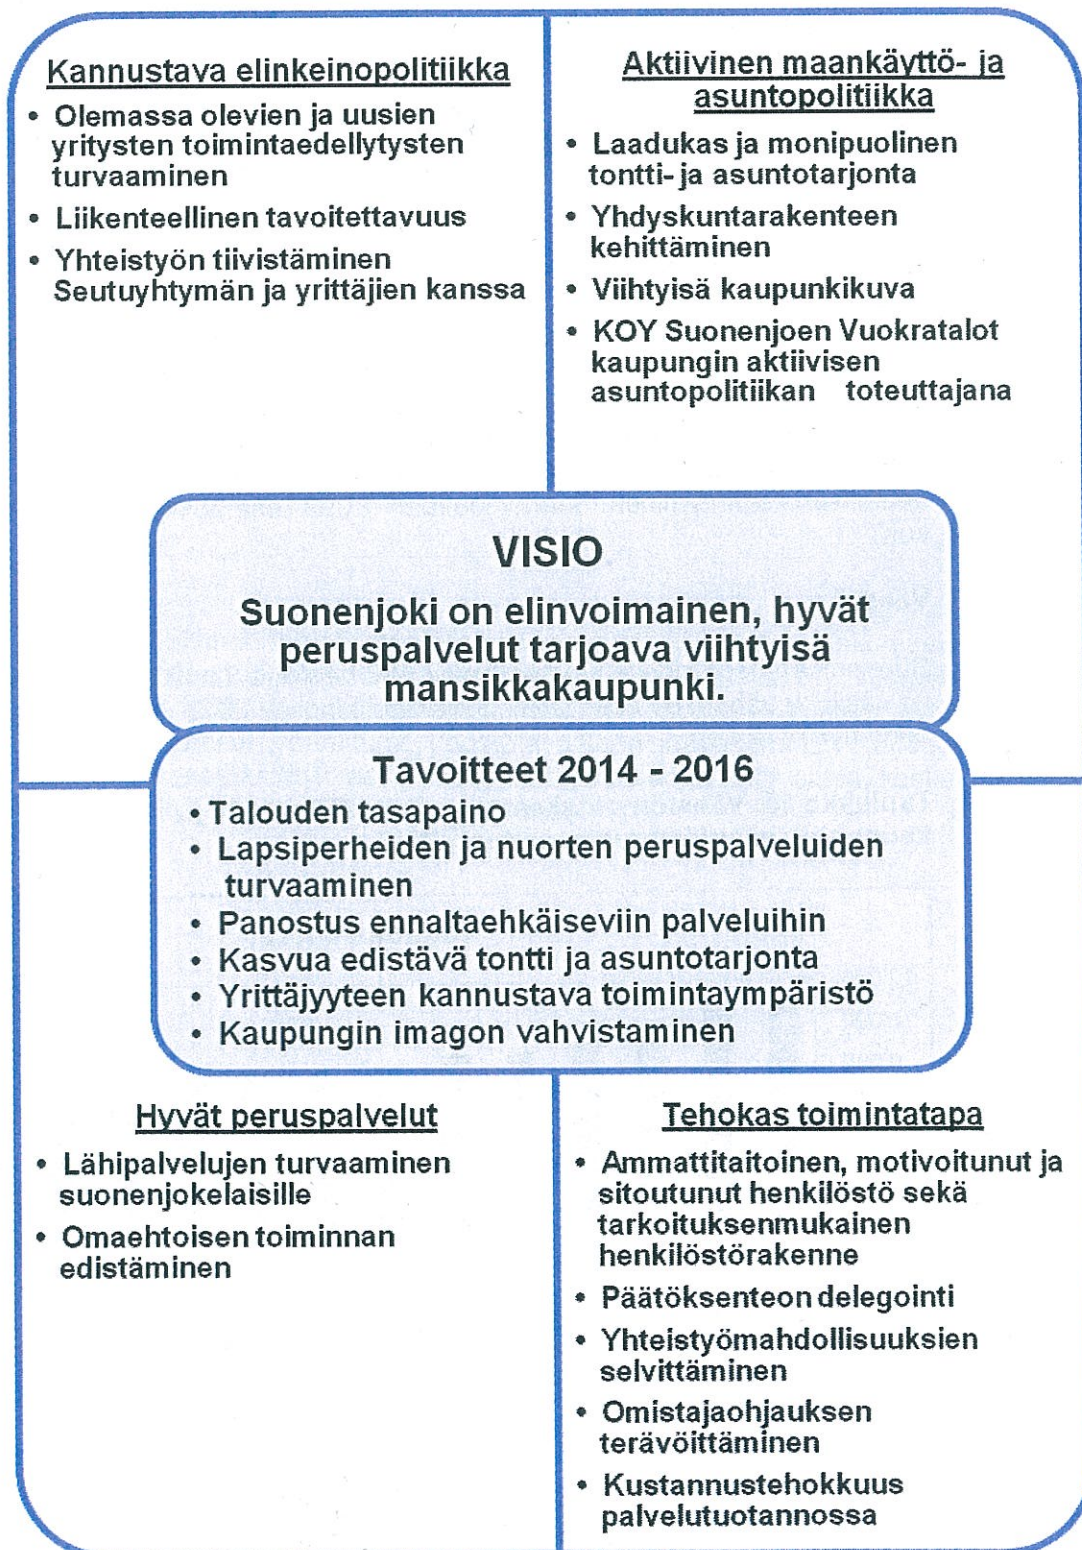 Kannustava elinkeinopolitiikka
• Olemassa olevien ja uusien
yritysten toimintaedellytysten
turvaaminen
• Liikenteellinen tavoitettavuus
• Yhteistyön tiivistäminen
Seutuyhtymän ja yrittäjien kanssa
Aktiivinen maankäyttö- ja
asuntopolitiikka
• Laadukas ja monipuolinen
tontti- ja asuntotarjonta
• Yhdyskuntarakenteen
kehittäminen
• Viihtyisä kaupunkikuva
• KOY Suonenjoen Vuokratalot
kaupungin aktiivisen
asuntopolitiikan toteuttajana
VISIO
Suonenjoki on elinvoimainen, hyvät
peruspalvelut tarjoava viihtyisä
mansikkakaupunki.
Tavoitteet 2014 - 2016
• Talouden tasapaino
• Lapsiperheiden ja nuorten peruspalveluiden
turvaaminen
• Panostus ennaltaehkäiseviin palveluihin
• Kasvua edistävä tontti ja asuntotarjonta
• Yrittäjyyteen kannustava toimintaympäristö
• Kaupungin imagon vahvistaminen
Hyvät peruspalvelut
• Lähipalvelujen turvaaminen
suonenjokelaisille
• Omaehtoisen toiminnan
edistäminen
Tehokas toimintatapa
• Ammattitaitoinen, motivoitunut ja
sitoutunut henkilöstö sekä
tarkoituksenmukainen
henkilöstörakenne
• Päätöksenteon delegointi
• Yhteistyömahdollisuuksien
selvittäminen
• Omistajaohjauksen
terävöittäminen
• Kustannustehokkuus
palvelutuotannossa